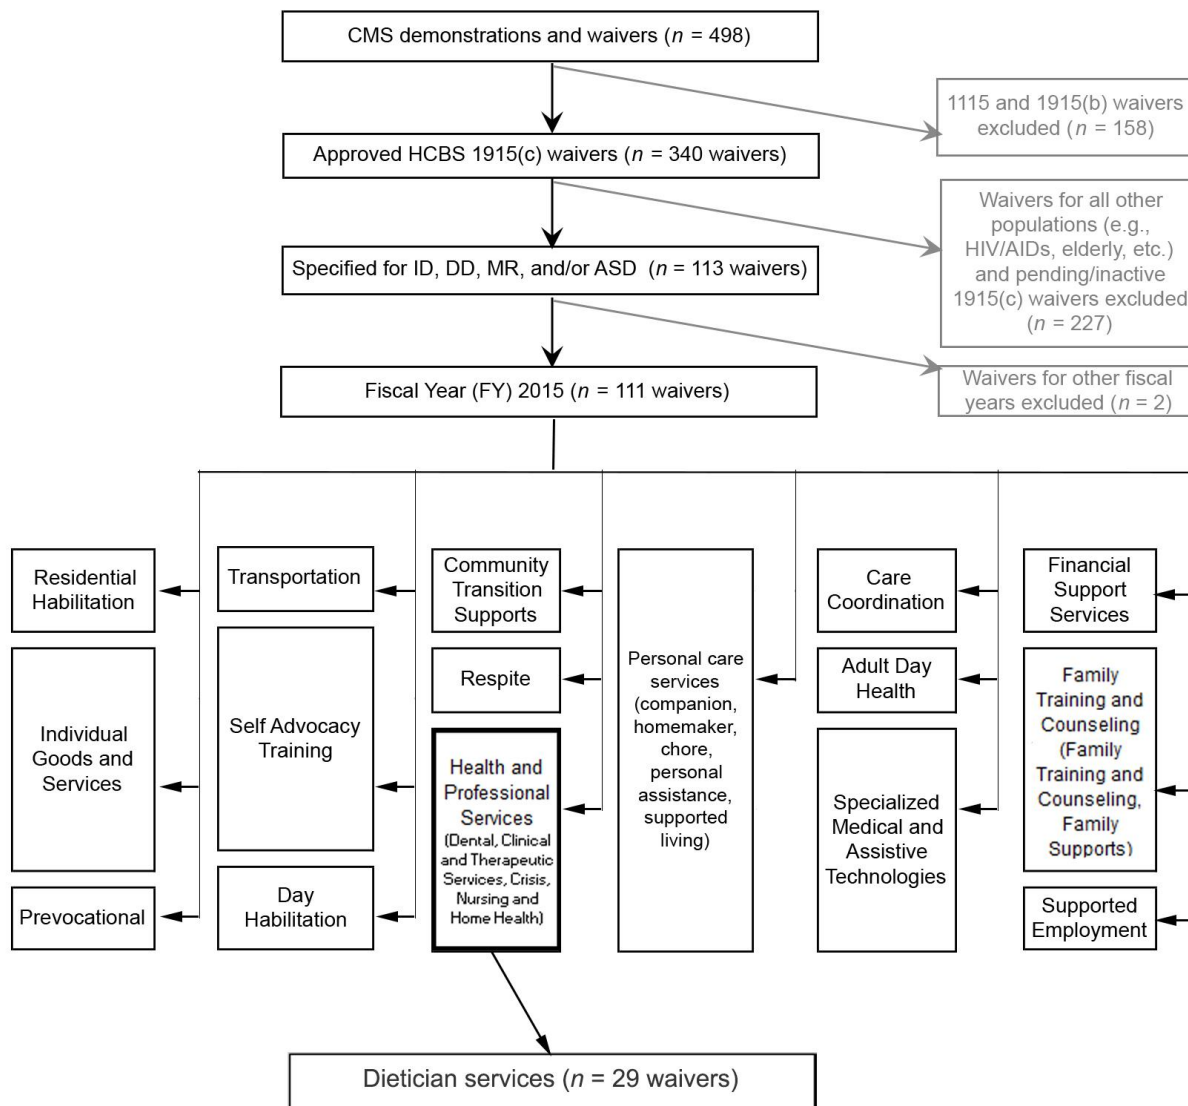 CMS demonstrations and waivers (n = 498)
1115 and 1915(b) waivers
excluded (n = 158)
Approved HCBS 1915(c) waivers (n = 340 waivers)
Waivers for all other
populations (e.g.,
HIV/AIDs, elderly, etc.)
and pending/inactive
1915(c) waivers excluded
(n = 227)
Specified for ID, DD, MR, and/or ASD (n = 113 waivers)
Fiscal Year (FY) 2015 (n = 111 waivers)
Waivers for other fiscal
years excluded (n = 2)
Residential
Habilitation
Individual
Goods and
Services
Prevocational
Transportation
Self Advocacy
Training
Day
Habilitation
Community
Transition
Supports
Respite
Health and
Professional
Services
(Dental, Clinical
and Therapeutic
Services, Crisis,
Nursing and
Home Health)
Personal care
services
(companion,
homemaker,
chore,
personal
assistance,
supported
living)
Care
Coordination
Adult Day
Health
Specialized
Medical and
Assistive
Technologies
Financial
Support
Services
Family
Training and
Counseling
(Family
Training and
Counseling,
Family
Supports)
Supported
Employment
Dietician services (n = 29 waivers)